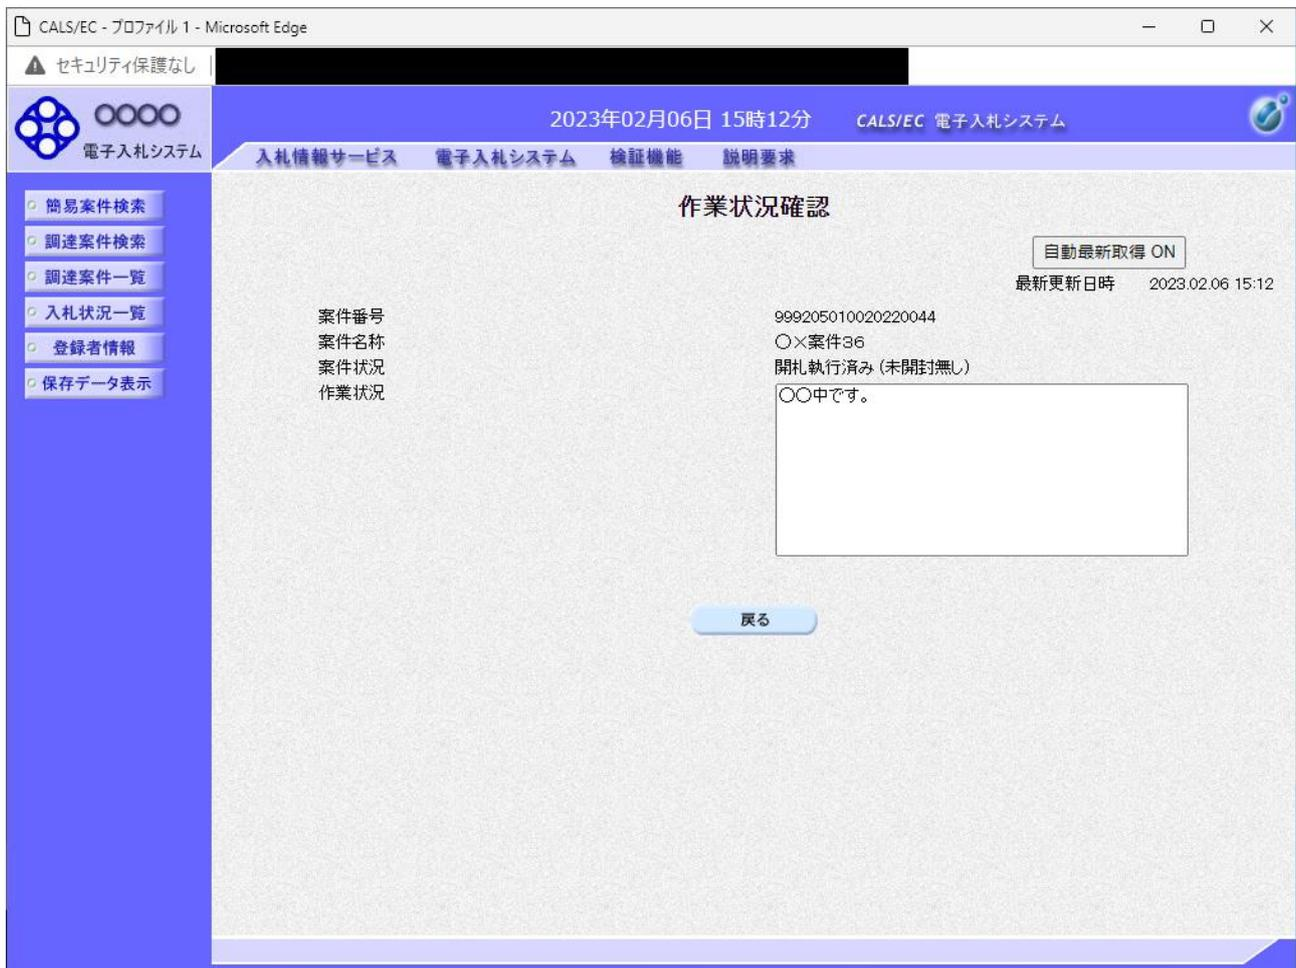 CALS/EC - プロファイル 1 - Microsoft Edge
セキュリティ保護なし
○○○○
電子入札システム
2023年02月06日 15時12分
CALS/EC 電子入札システム
入札情報サービス 電子入札システム 検証機能 説明要求
簡易案件検索
調達案件検索
調達案件一覧
入札状況一覧
登録者情報
保存データ表示
作業状況確認
自動最新取得 ON
最新更新日時 2023.02.06 15:12
案件番号 999205010020220044
案件名称 ○×案件36
案件状況 開札執行済み (未開封無し)
作業状況 ○○中です。
戻る